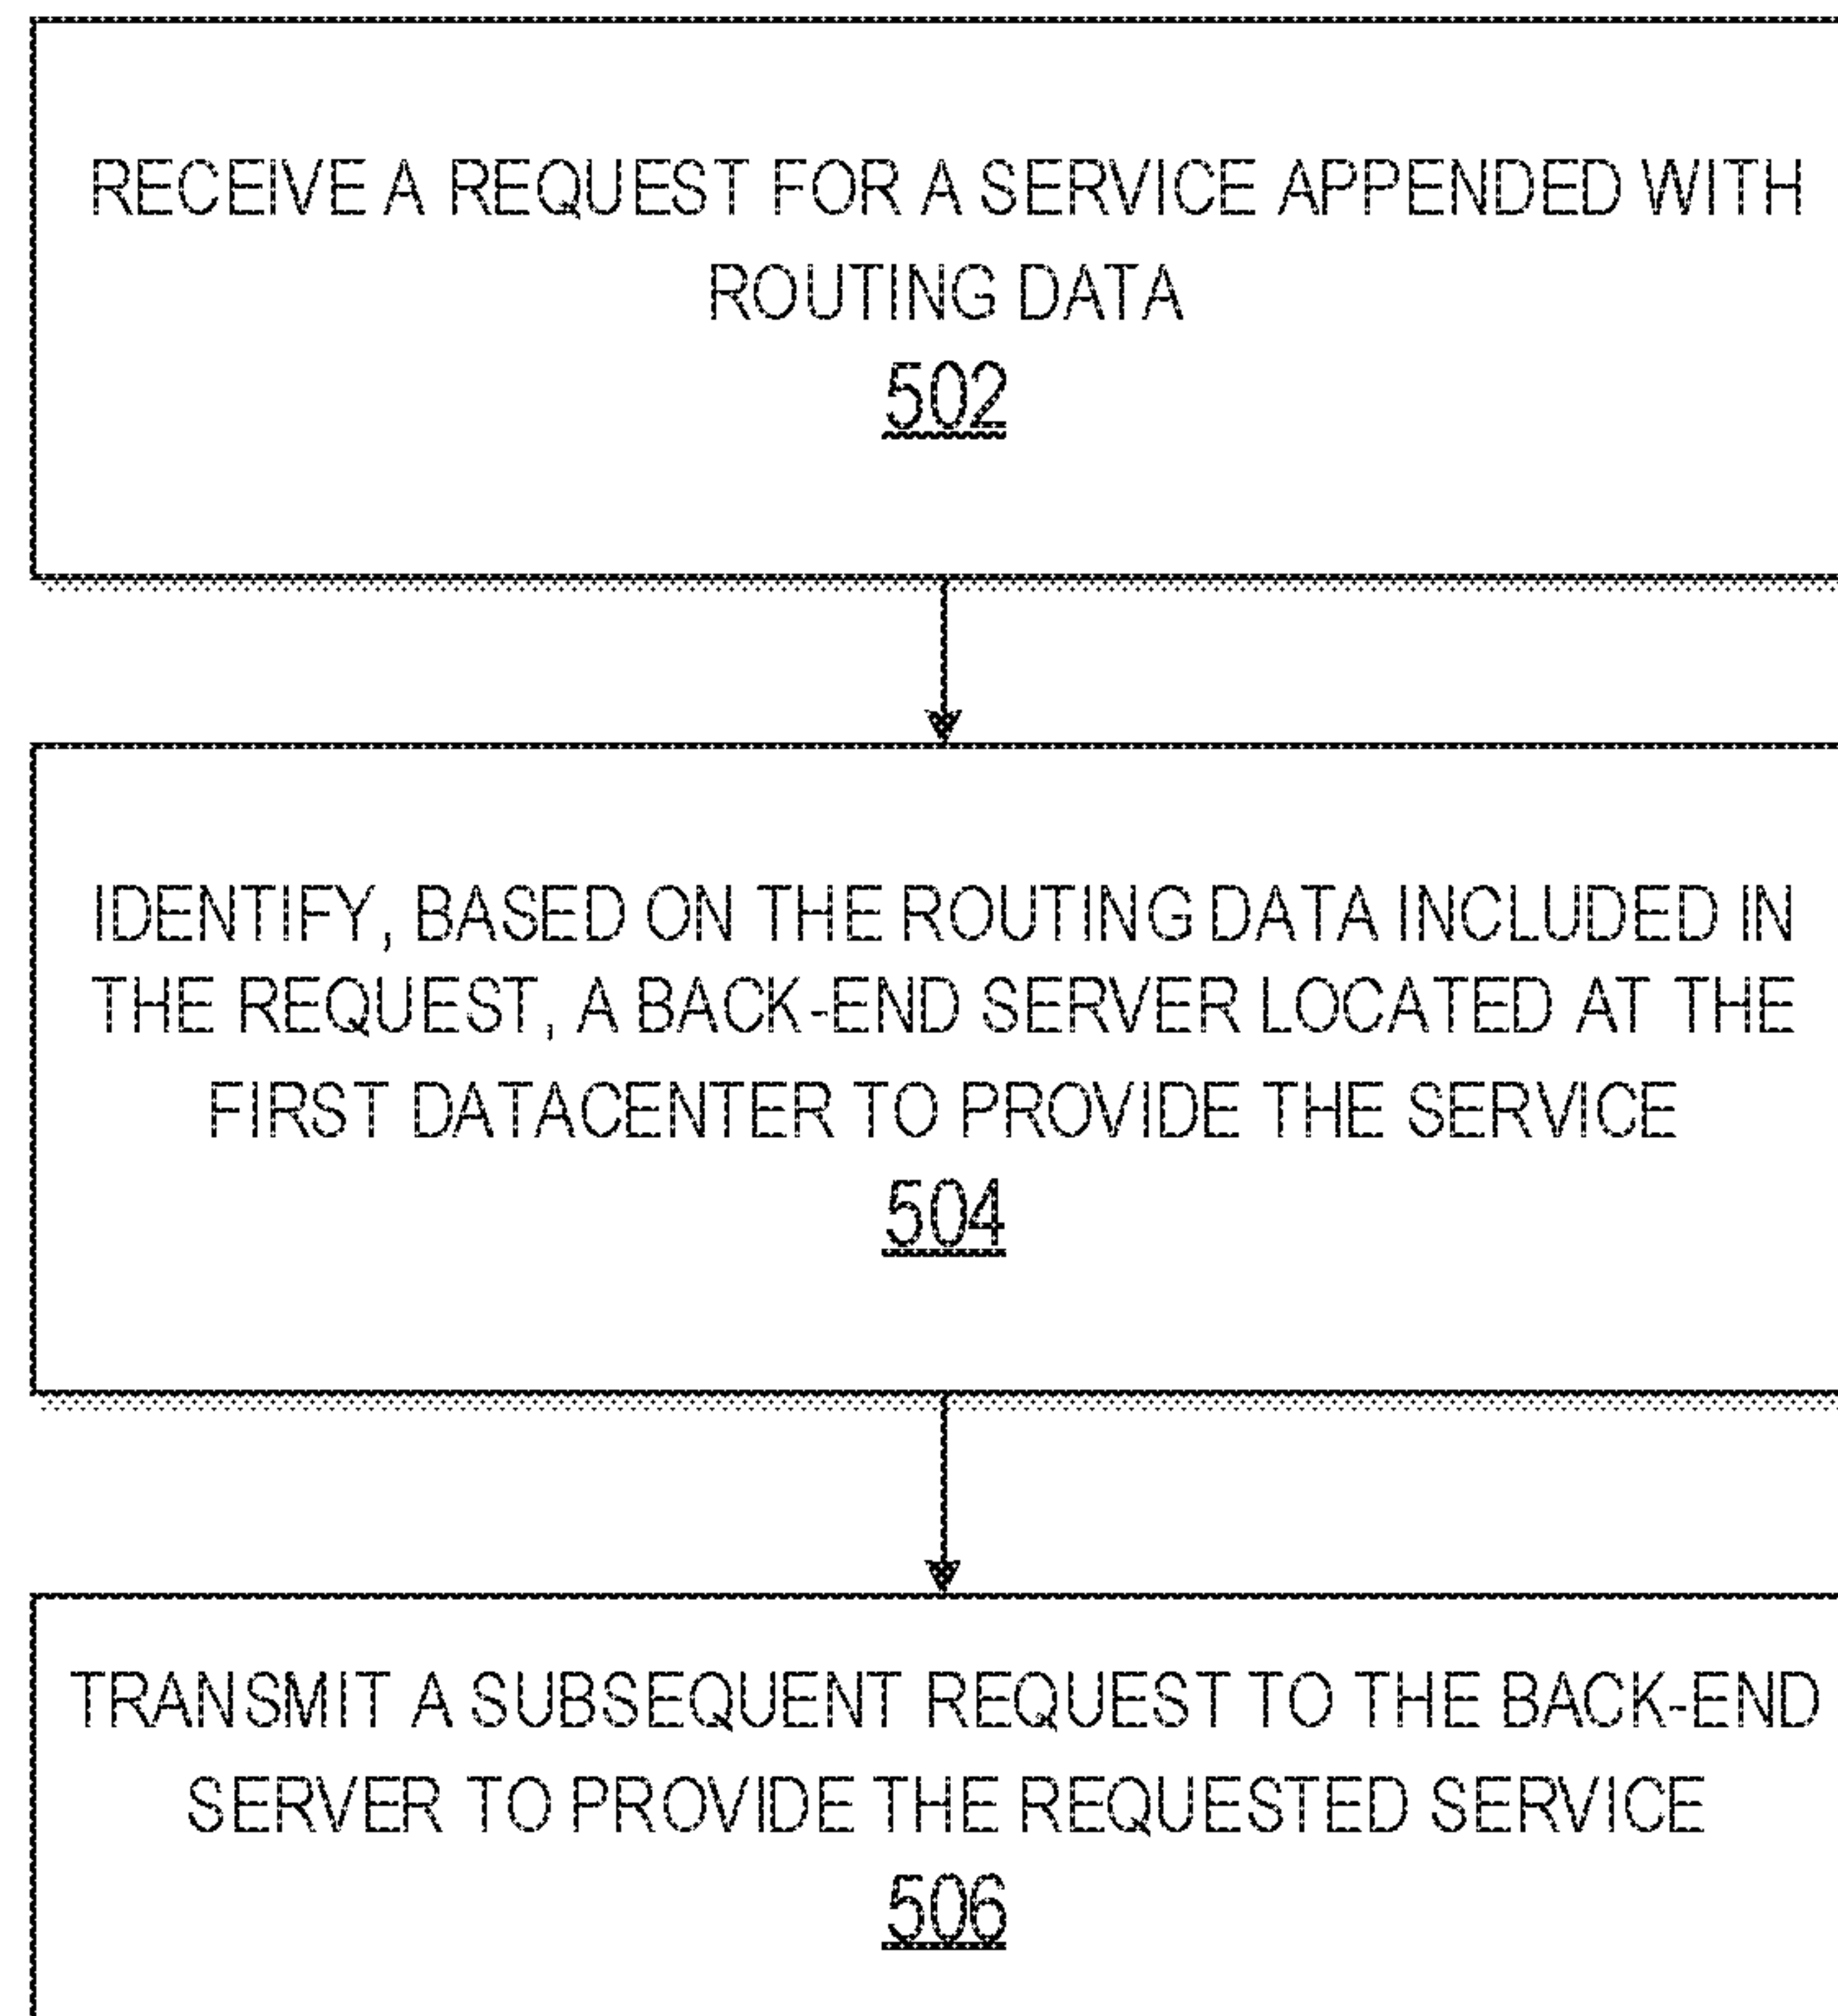 RECEIVE A REQUEST FOR A SERVICE APPENDED WITH
ROUTING DATA
502
IDENTIFY, BASED ON THE ROUTING DATA INCLUDED IN
THE REQUEST, A BACK-END SERVER LOCATED AT THE
FIRST DATACENTER TO PROVIDE THE SERVICE
504
TRANSMIT A SUBSEQUENT REQUEST TO THE BACK-END
SERVER TO PROVIDE THE REQUESTED SERVICE
506